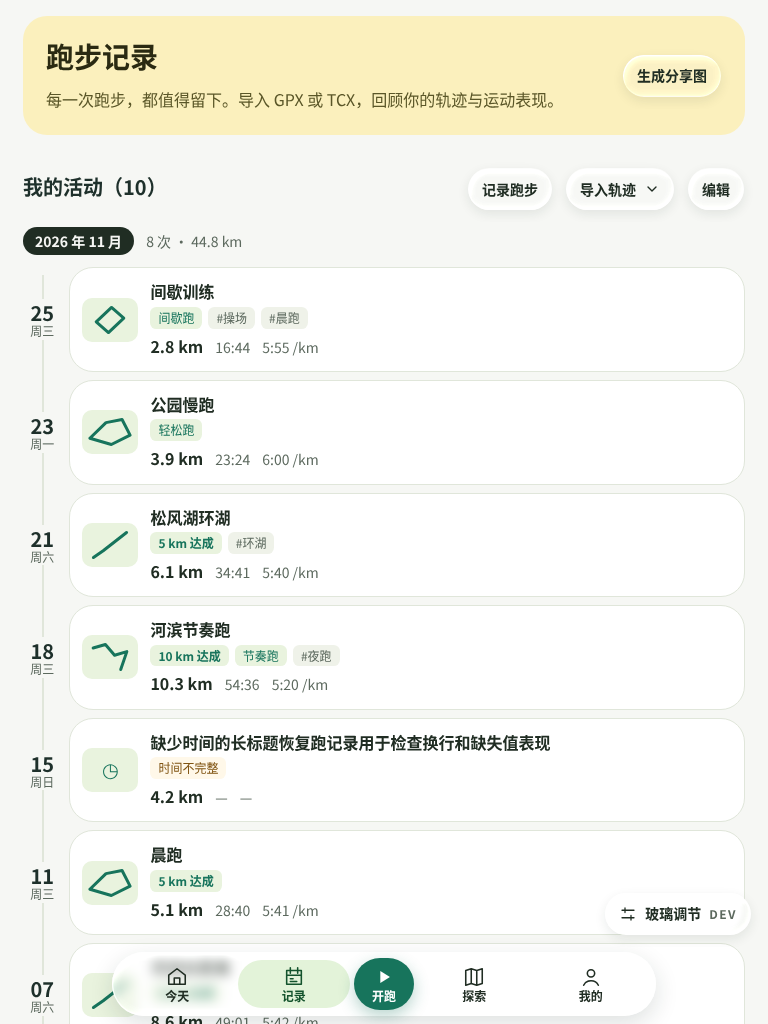 跑步记录
每一次跑步，都值得留下。导入 GPX 或 TCX，回顾你的轨迹与运动表现。
生成分享图
我的活动（10）
记录跑步
导入轨迹
编辑
2026 年 11 月
8 次 · 44.8 km
25
周三
间歇训练
间歇跑 #操场 #晨跑
2.8 km 16:44 5:55 /km
23
周一
公园慢跑
轻松跑
3.9 km 23:24 6:00 /km
21
周六
松风湖环湖
5 km 达成 #环湖
6.1 km 34:41 5:40 /km
18
周三
河滨节奏跑
10 km 达成 节奏跑 #夜跑
10.3 km 54:36 5:20 /km
15
周日
缺少时间的长标题恢复跑记录用于检查换行和缺失值表现
时间不完整
4.2 km — —
11
周三
晨跑
5 km 达成
5.1 km 28:40 5:41 /km
玻璃调节 DEV
07
周六
8.6 km 49:01 5:42 /km
今天
记录
开跑
探索
我的